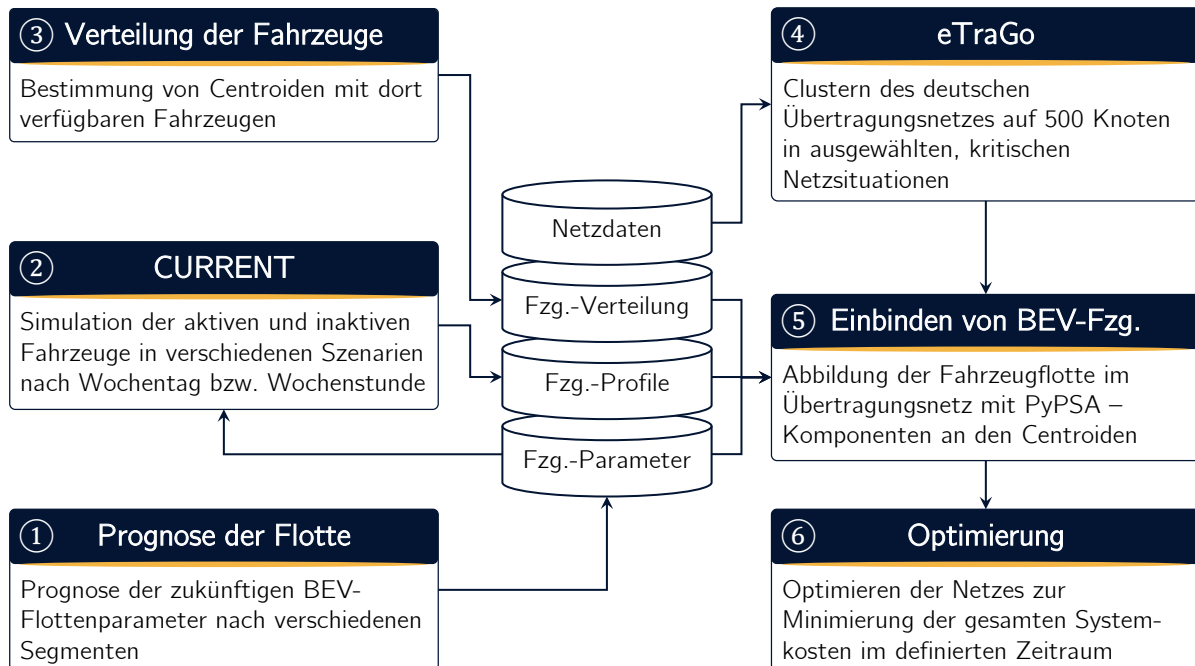 ③ Verteilung der Fahrzeuge
Bestimmung von Centroiden mit dort
verfügbaren Fahrzeugen
② CURRENT
Simulation der aktiven und inaktiven
Fahrzeuge in verschiedenen Szenarien
nach Wochentag bzw. Wochenstunde
① Prognose der Flotte
Prognose der zukünftigen BEV-
Flottenparameter nach verschiedenen
Segmenten
Netzdaten
Fzg.-Verteilung
Fzg.-Profile
Fzg.-Parameter
④ eTraGo
Clustern des deutschen
Übertragungsnetzes auf 500 Knoten
in ausgewählten, kritischen
Netzsituationen
⑤ Einbinden von BEV-Fzg.
Abbildung der Fahrzeugflotte im
Übertragungsnetz mit PyPSA –
Komponenten an den Centroiden
⑥ Optimierung
Optimieren der Netzes zur
Minimierung der gesamten System-
kosten im definierten Zeitraum